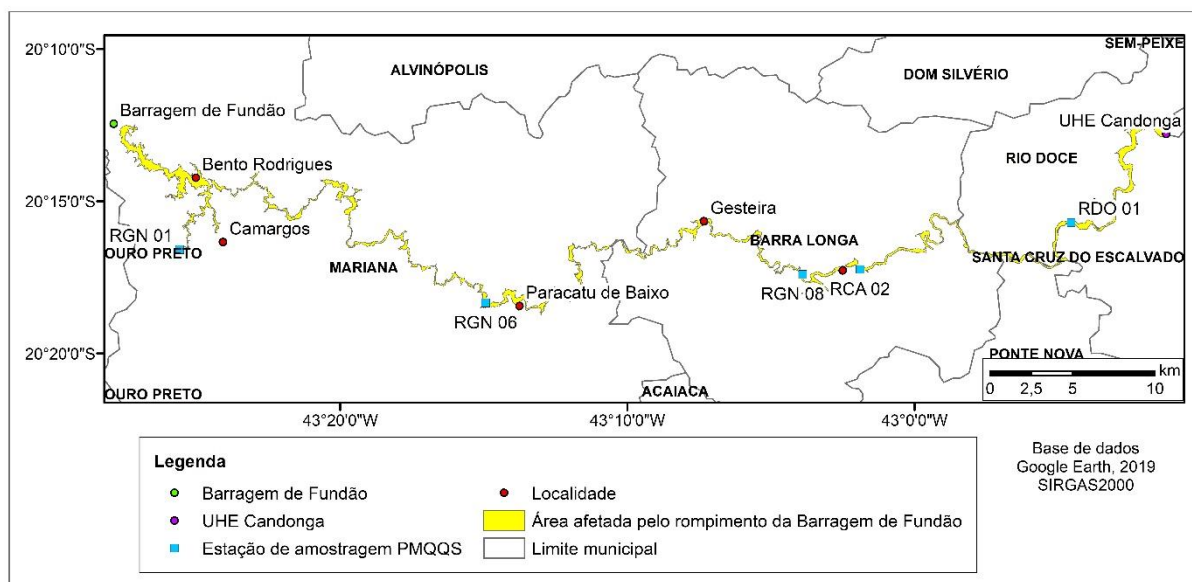 20°10'0"S
SEM-PEIXE
ALVINÓPOLIS
DOM SILVÉRIO
Barragem de Fundão
UHE Candonga
Bento Rodrigues
RIO DOCE
20°15'0"S
Gesteira
RDO 01
RGN 01
Camargos
BARRA LONGA
OURO PRETO
MARIANA
SANTA CRUZ DO ESCALVADO
RGN 08
RCA 02
Paracatu de Baixo
RGN 06
20°20'0"S
PONTE NOVA
km
0 2,5 5 10
OURO PRETO
ACAIACA
43°20'0"W
43°10'0"W
43°0'0"W
Legenda
Barragem de Fundão
UHE Candonga
Estação de amostragem PMQQS
Localidade
Área afetada pelo rompimento da Barragem de Fundão
Limite municipal
Base de dados
Google Earth, 2019
SIRGAS2000